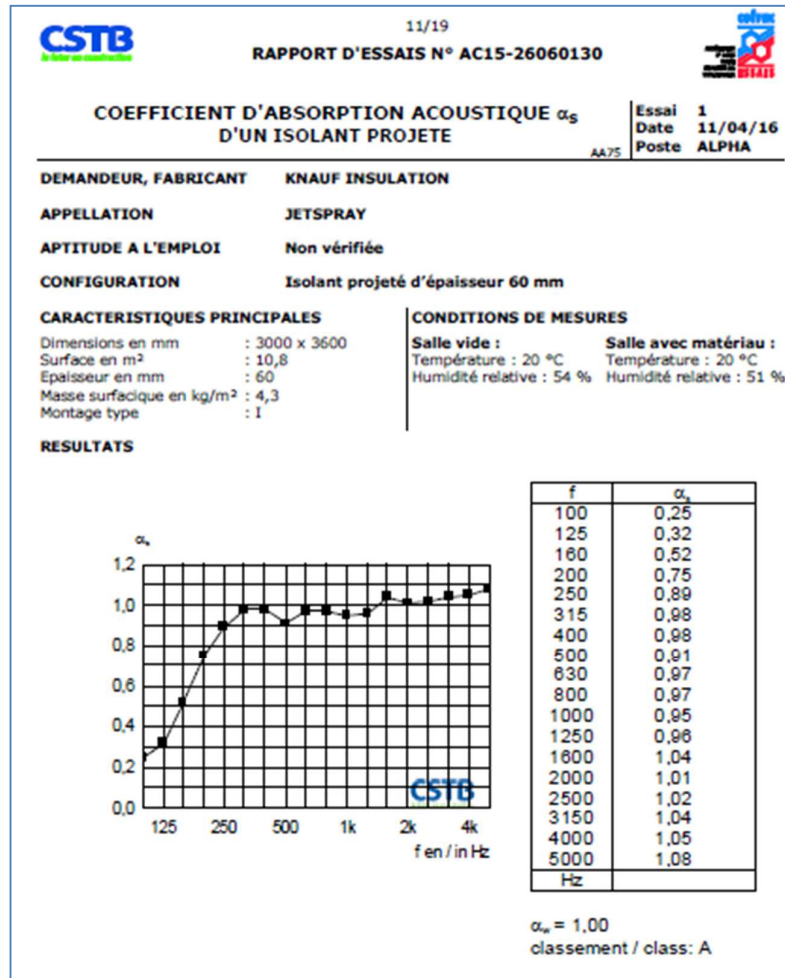 CSTB
le futur en construction
11/19
RAPPORT D'ESSAIS N° AC15-26060130
cofrac
ESSAIS
COEFFICIENT D'ABSORPTION ACOUSTIQUE αs
D'UN ISOLANT PROJETE
AA75
Essai 1
Date 11/04/16
Poste ALPHA
DEMANDEUR, FABRICANT KNAUF INSULATION
APPELLATION JETSPRAY
APTITUDE A L'EMPLOI Non vérifiée
CONFIGURATION Isolant projeté d'épaisseur 60 mm
CARACTERISTIQUES PRINCIPALES
Dimensions en mm : 3000 x 3600
Surface en m² : 10,8
Epaisseur en mm : 60
Masse surfacique en kg/m² : 4,3
Montage type : I
CONDITIONS DE MESURES
Salle vide : Salle avec matériau :
Température : 20 °C Température : 20 °C
Humidité relative : 54 % Humidité relative : 51 %
RESULTATS
αs
1,2
1,0
0,8
0,6
0,4
0,2
0,0
CSTB
125 250 500 1k 2k 4k
f en / in Hz
f αs
100 0,25
125 0,32
160 0,52
200 0,75
250 0,89
315 0,98
400 0,98
500 0,91
630 0,97
800 0,97
1000 0,95
1250 0,96
1600 1,04
2000 1,01
2500 1,02
3150 1,04
4000 1,05
5000 1,08
Hz
αw = 1,00
classement / class: A